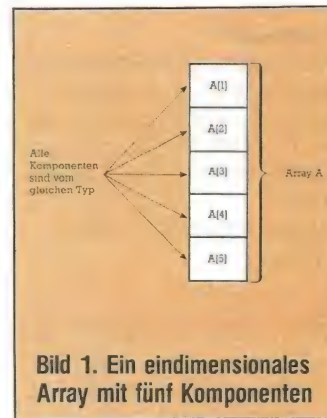 A[1]
A[2]
Alle
Komponenten
sind vom
gleichen Typ
A[3]
Array A
A[4]
A[5]
Bild 1. Ein eindimensionales
Array mit fünf Komponenten